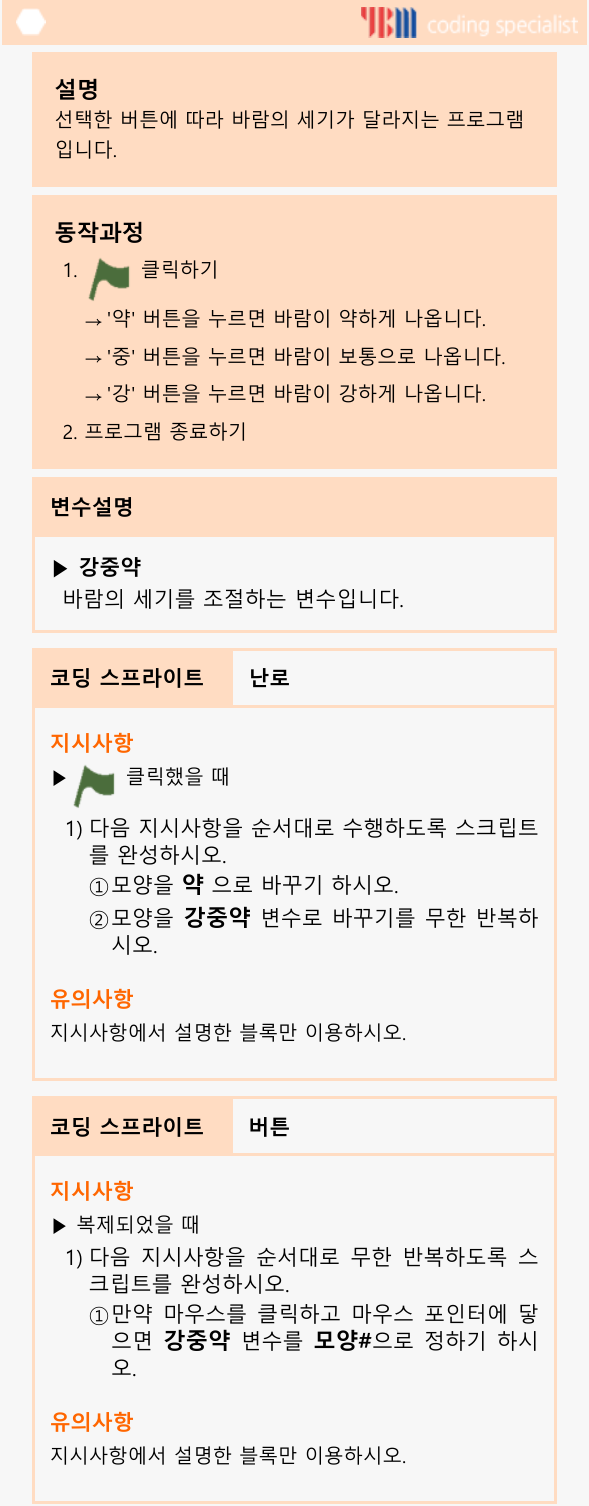 YBM coding specialist
설명
선택한 버튼에 따라 바람의 세기가 달라지는 프로그램
입니다.
동작과정
1. 클릭하기
→ '약' 버튼을 누르면 바람이 약하게 나옵니다.
→ '중' 버튼을 누르면 바람이 보통으로 나옵니다.
→ '강' 버튼을 누르면 바람이 강하게 나옵니다.
2. 프로그램 종료하기
변수설명
▶ 강중약
바람의 세기를 조절하는 변수입니다.
코딩 스프라이트 난로
지시사항
▶ 클릭했을 때
1) 다음 지시사항을 순서대로 수행하도록 스크립트
를 완성하시오.
①모양을 약 으로 바꾸기 하시오.
②모양을 강중약 변수로 바꾸기를 무한 반복하
시오.
유의사항
지시사항에서 설명한 블록만 이용하시오.
코딩 스프라이트 버튼
지시사항
▶ 복제되었을 때
1) 다음 지시사항을 순서대로 무한 반복하도록 스
크립트를 완성하시오.
①만약 마우스를 클릭하고 마우스 포인터에 닿
으면 강중약 변수를 모양#으로 정하기 하시
오.
유의사항
지시사항에서 설명한 블록만 이용하시오.